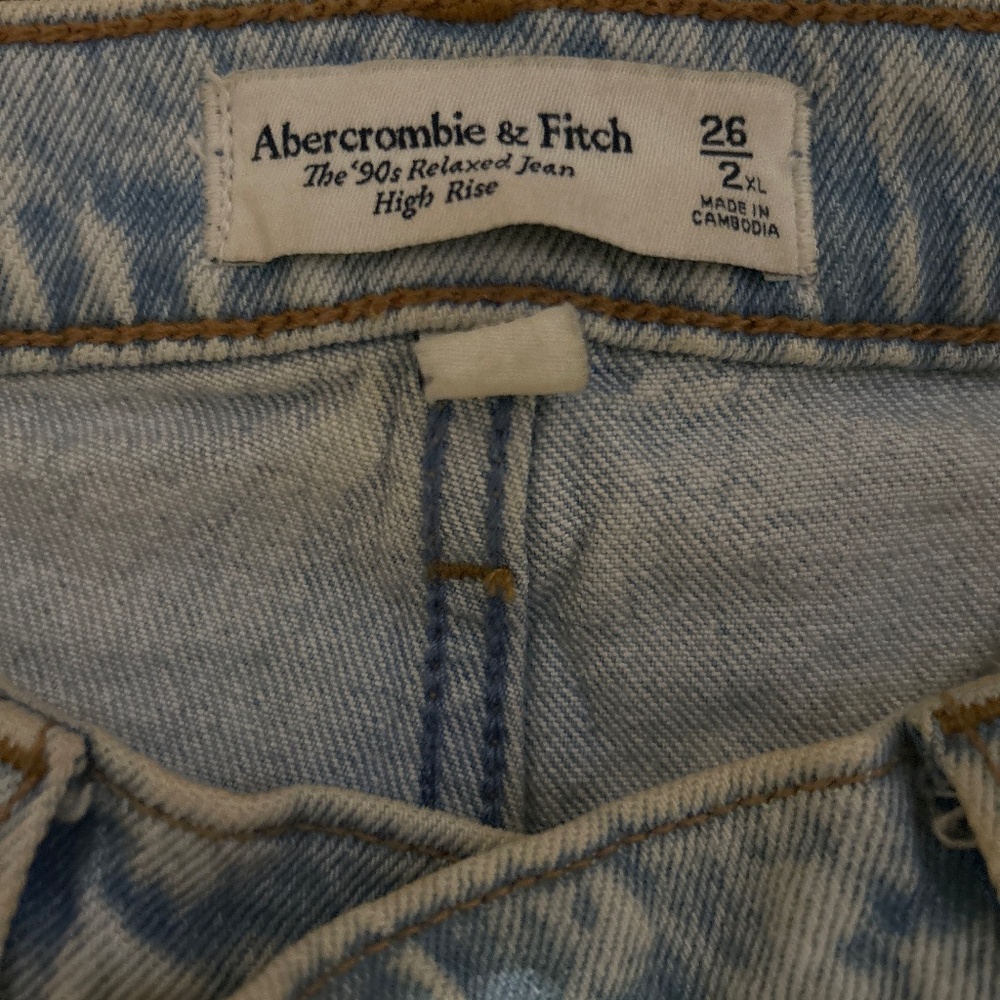 Abercrombie & Fitch
The '90s Relaxed Jean
High Rise
26
2XL
MADE IN
CAMBODIA